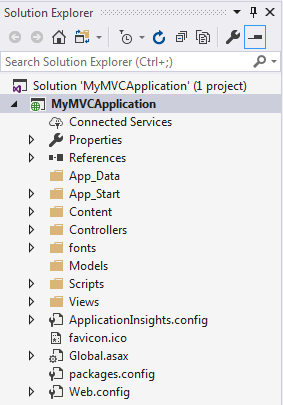 Solution Explorer
Search Solution Explorer (Ctrl+;)
Solution 'MyMVCApplication' (1 project)
MyMVCApplication
Connected Services
Properties
References
App_Data
App_Start
Content
Controllers
fonts
Models
Scripts
Views
ApplicationInsights.config
favicon.ico
Global.asax
packages.config
Web.config